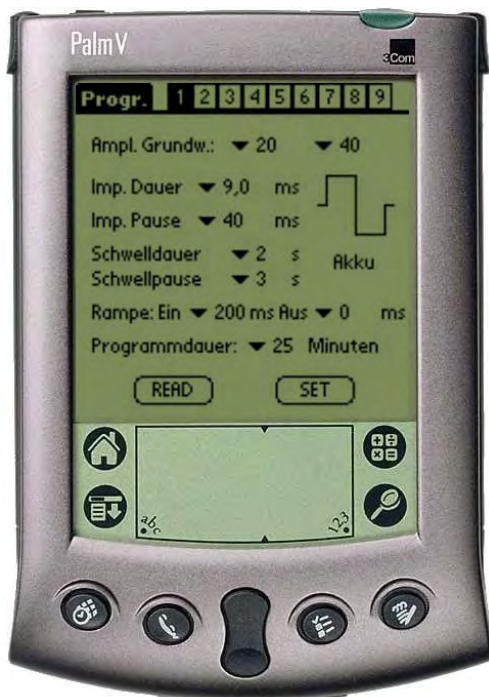 Palm V
3Com
Progr. 1 2 3 4 5 6 7 8 9
Ampl. Grundw.: 20 40
Imp. Dauer 9,0 ms
Imp. Pause 40 ms
Schwelldauer 2 s
Schwellpause 3 s
Akku
Rampe: Ein 200 ms Aus 0 ms
Programmdauer: 25 Minuten
READ SET
abc 123